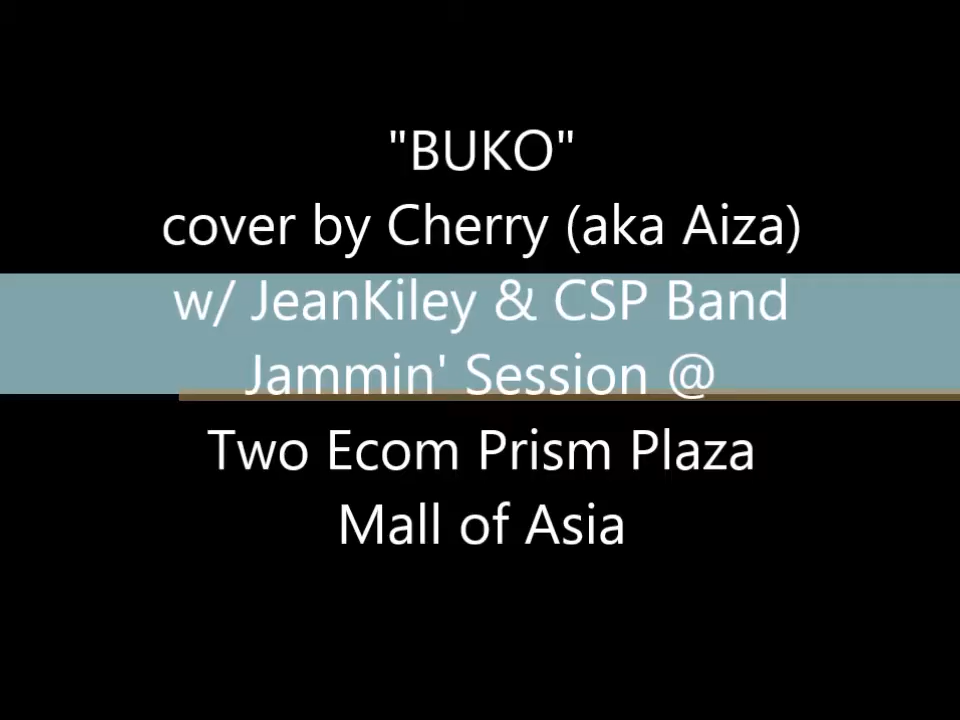 "BUKO"
cover by Cherry (aka Aiza)
w/ JeanKiley & CSP Band
Jammin' Session @
Two Ecom Prism Plaza
Mall of Asia